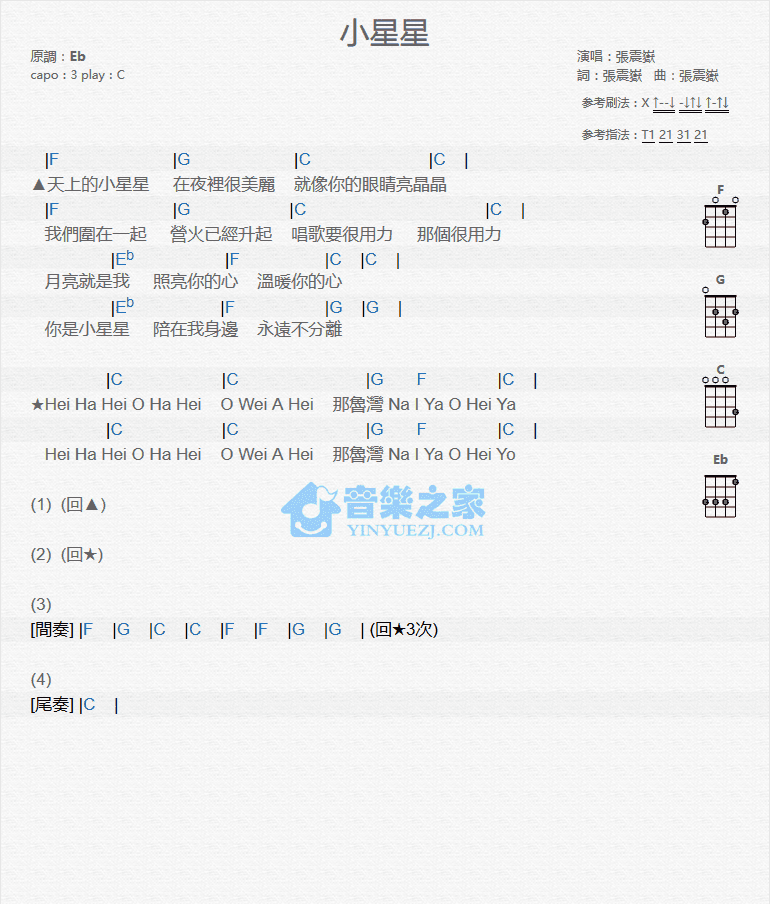 小星星
原調：Eb
capo：3 play：C
演唱：張震嶽
詞：張震嶽 曲：張震嶽
参考刷法：X ↑--↓ -↓↑↓ ↑-↑↓
参考指法：T1 21 31 21
|F |G |C |C |
▲天上的小星星 在夜裡很美麗 就像你的眼睛亮晶晶
|F |G |C |C |
我們圍在一起 營火已經升起 唱歌要很用力 那個很用力
|Eb |F |C |C |
月亮就是我 照亮你的心 溫暖你的心
|Eb |F |G |G |
你是小星星 陪在我身邊 永遠不分離
|C |C |G F |C |
★Hei Ha Hei O Ha Hei O Wei A Hei 那魯灣 Na I Ya O Hei Ya
|C |C |G F |C |
Hei Ha Hei O Ha Hei O Wei A Hei 那魯灣 Na I Ya O Hei Yo
(1) (回▲)
(2) (回★)
(3)
[間奏] |F |G |C |C |F |F |G |G | (回★3次)
(4)
[尾奏] |C |
F
G
C
Eb
音樂之家
YINYUEZJ.COM